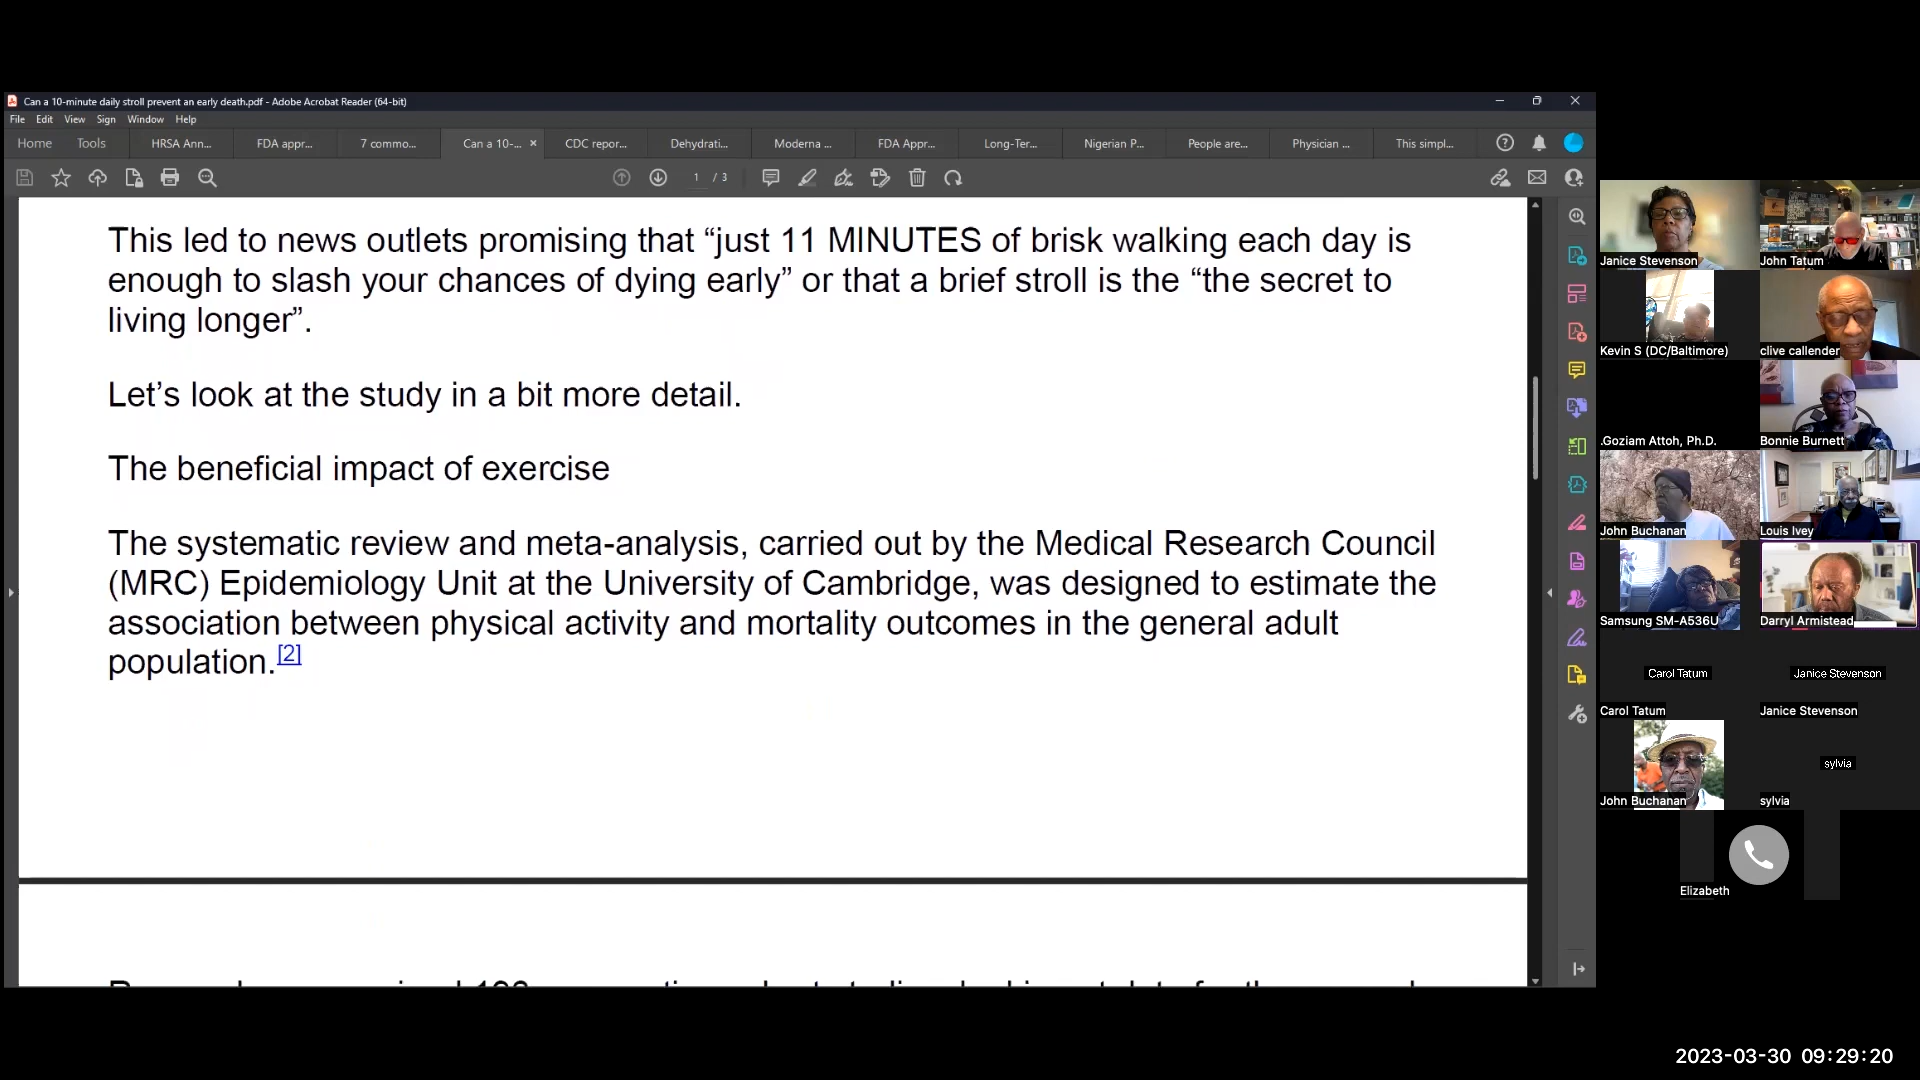 Can a 10-minute daily stroll prevent an early death.pdf - Adobe Acrobat Reader (64-bit)
File Edit View Sign Window Help
Home Tools HRSA Ann... FDA appr... 7 commo... Can a 10-... × CDC repor... Dehydrati... Moderna ... FDA Appr... Long-Ter... Nigerian P... People are... Physician ... This simpl...
1 / 3
This led to news outlets promising that “just 11 MINUTES of brisk walking each day is
enough to slash your chances of dying early” or that a brief stroll is the “the secret to
living longer”.
Let’s look at the study in a bit more detail.
The beneficial impact of exercise
The systematic review and meta-analysis, carried out by the Medical Research Council
(MRC) Epidemiology Unit at the University of Cambridge, was designed to estimate the
association between physical activity and mortality outcomes in the general adult
population.[2]
Janice Stevenson
John Tatum
Kevin S (DC/Baltimore)
clive callender
.Goziam Attoh, Ph.D.
Bonnie Burnett
John Buchanan
Louis Ivey
Samsung SM-A536U
Darryl Armistead
Carol Tatum
Janice Stevenson
Carol Tatum
Janice Stevenson
John Buchanan
sylvia
sylvia
Elizabeth
2023-03-30 09:29:20